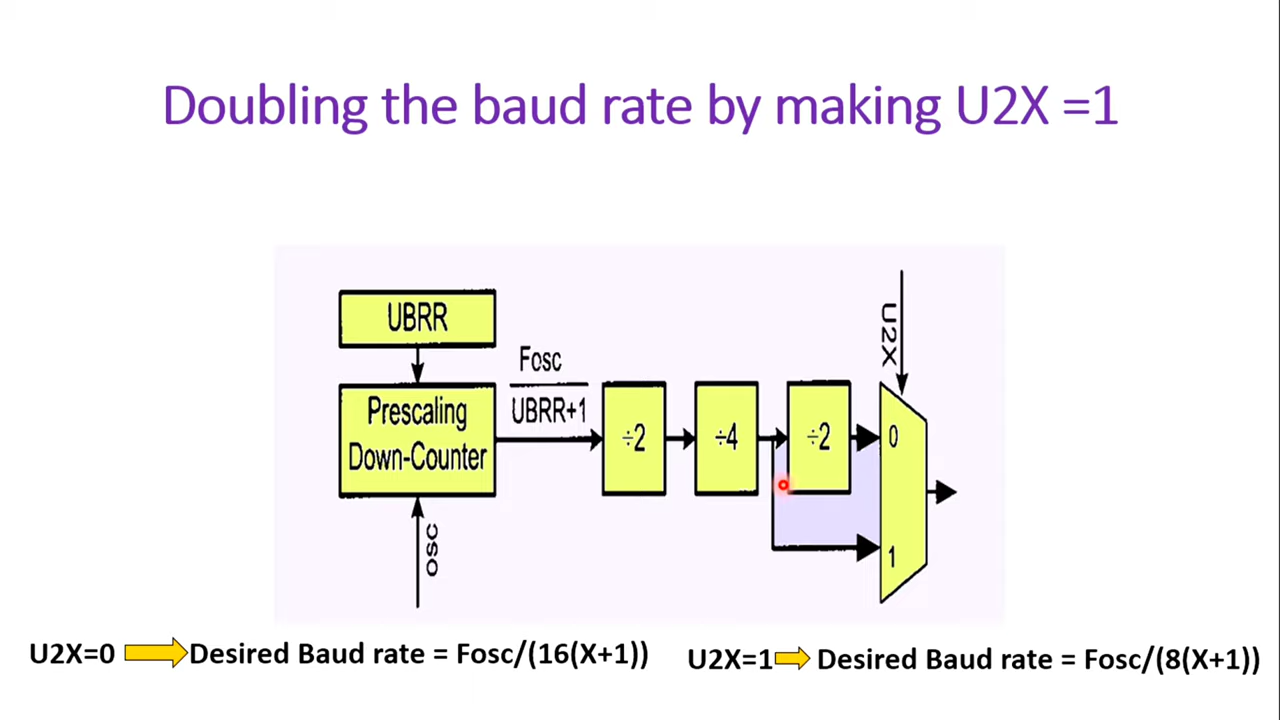 Doubling the baud rate by making U2X =1
UBRR
Prescaling
Down-Counter
osc
Fosc
UBRR+1
÷2
÷4
÷2
U2X
0
1
U2X=0 Desired Baud rate = Fosc/(16(X+1))
U2X=1 Desired Baud rate = Fosc/(8(X+1))